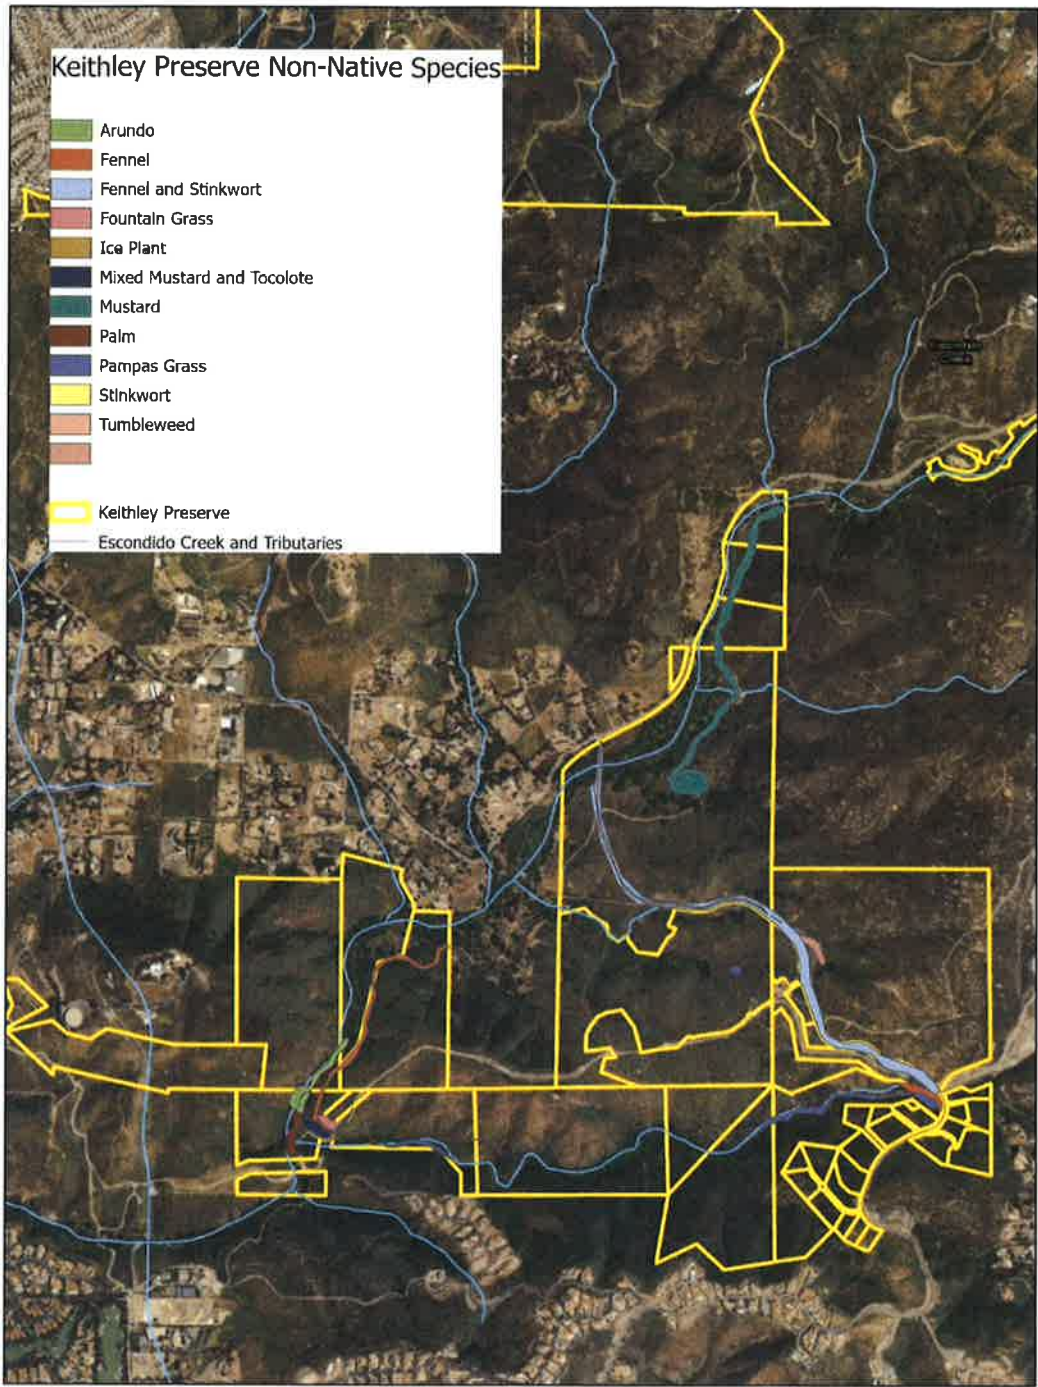 Keithley Preserve Non-Native Species
Arundo
Fennel
Fennel and Stinkwort
Fountain Grass
Ice Plant
Mixed Mustard and Tocolote
Mustard
Palm
Pampas Grass
Stinkwort
Tumbleweed
Keithley Preserve
Escondido Creek and Tributaries